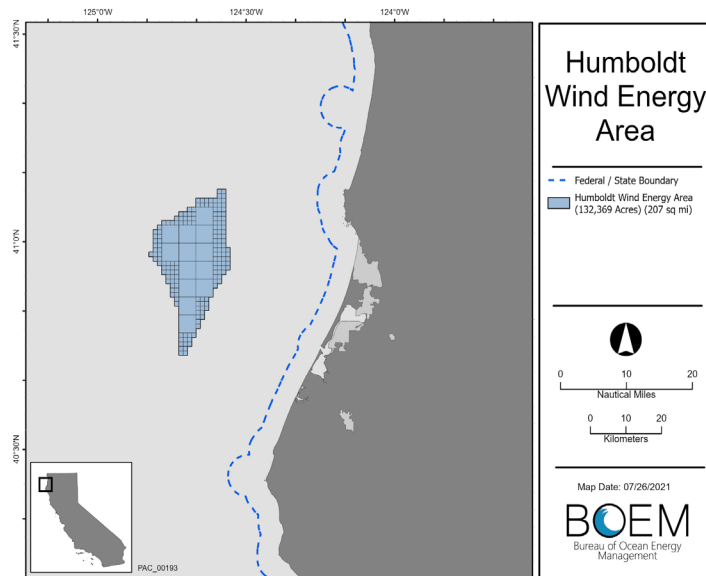 125°0'W
124°30'W
124°0'W
41°30'N
41°0'N
40°30'N
PAC_00193
Humboldt
Wind Energy
Area
Federal / State Boundary
Humboldt Wind Energy Area
(132,369 Acres) (207 sq mi)
0 10 20
Nautical Miles
0 10 20
Kilometers
Map Date: 07/26/2021
BOEM
Bureau of Ocean Energy
Management